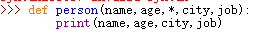 >>> def person(name,age,*,city,job):
        print(name,age,city,job)